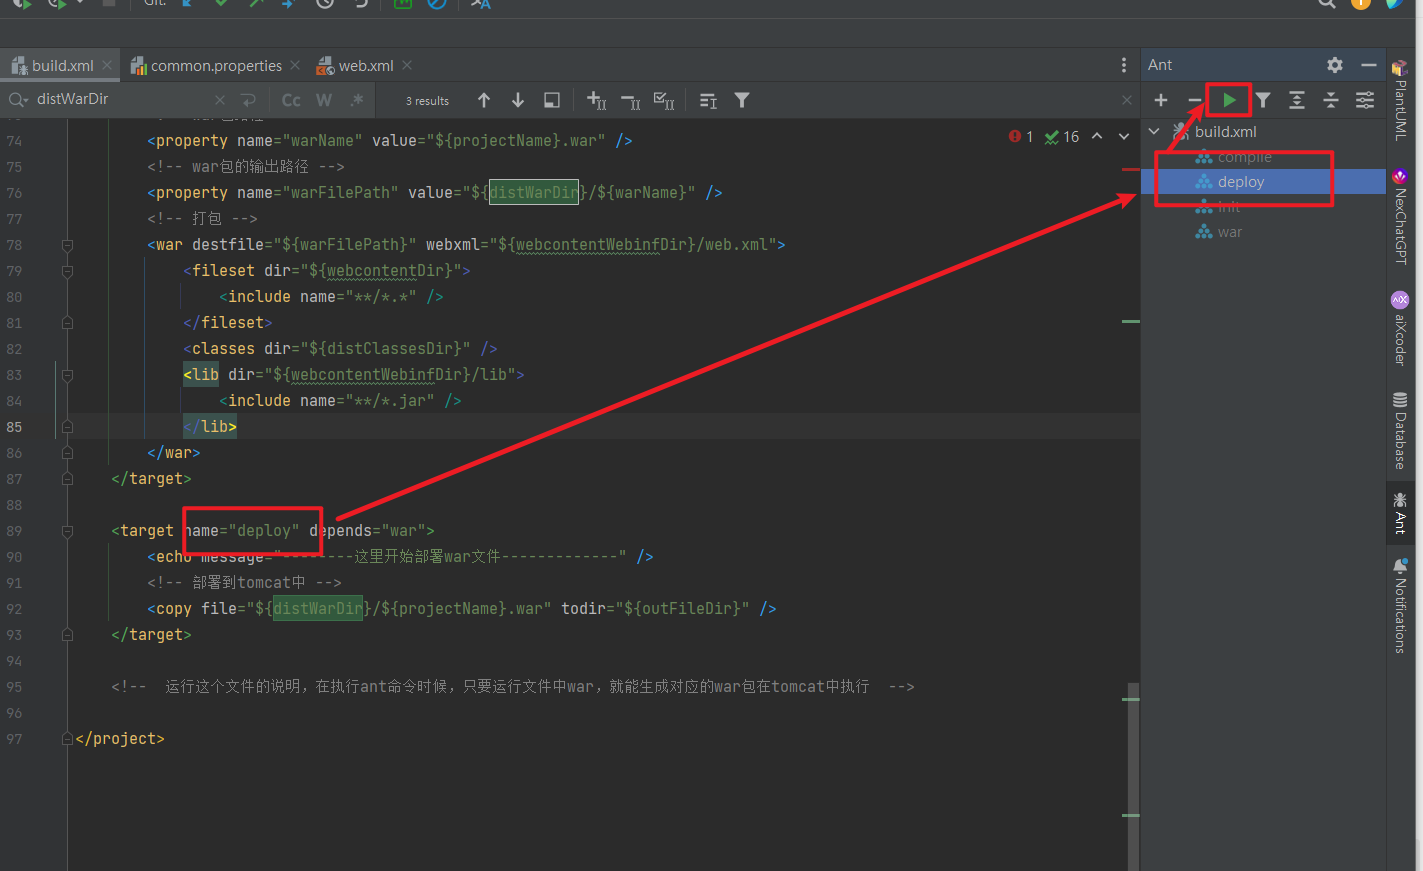 Git:
build.xml
common.properties
web.xml
distWarDir
Cc
W
.*
3 results
74 <property name="warName" value="${projectName}.war" />
75 <!-- war包的输出路径 -->
76 <property name="warFilePath" value="${distWarDir}/${warName}" />
77 <!-- 打包 -->
78 <war destfile="${warFilePath}" webxml="${webcontentWebinfDir}/web.xml">
79 <fileset dir="${webcontentDir}">
80 <include name="**/*.*" />
81 </fileset>
82 <classes dir="${distClassesDir}" />
83 <lib dir="${webcontentWebinfDir}/lib">
84 <include name="**/*.jar" />
85 </lib>
86 </war>
87 </target>
88
89 <target name="deploy" depends="war">
90 <echo message="--------这里开始部署war文件-------------" />
91 <!-- 部署到tomcat中 -->
92 <copy file="${distWarDir}/${projectName}.war" todir="${outFileDir}" />
93 </target>
94
95 <!-- 运行这个文件的说明，在执行ant命令时候，只要运行文件中war，就能生成对应的war包在tomcat中执行 -->
96
97 </project>
1
16
Ant
build.xml
compile
deploy
init
war
PlantUML
NexChatGPT
aiXcoder
Database
Ant
Notifications